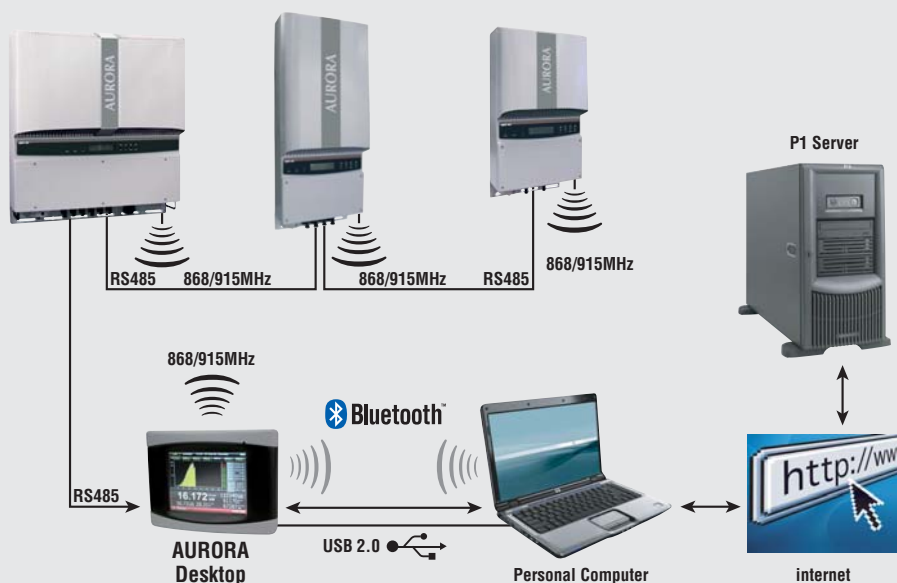 AURORA
AURORA
AURORA
P1 Server
RS485
868/915MHz
868/915MHz
RS485
868/915MHz
868/915MHz
Bluetooth™
16.172
http://ww
RS485
USB 2.0
AURORA
Desktop
Personal Computer
internet